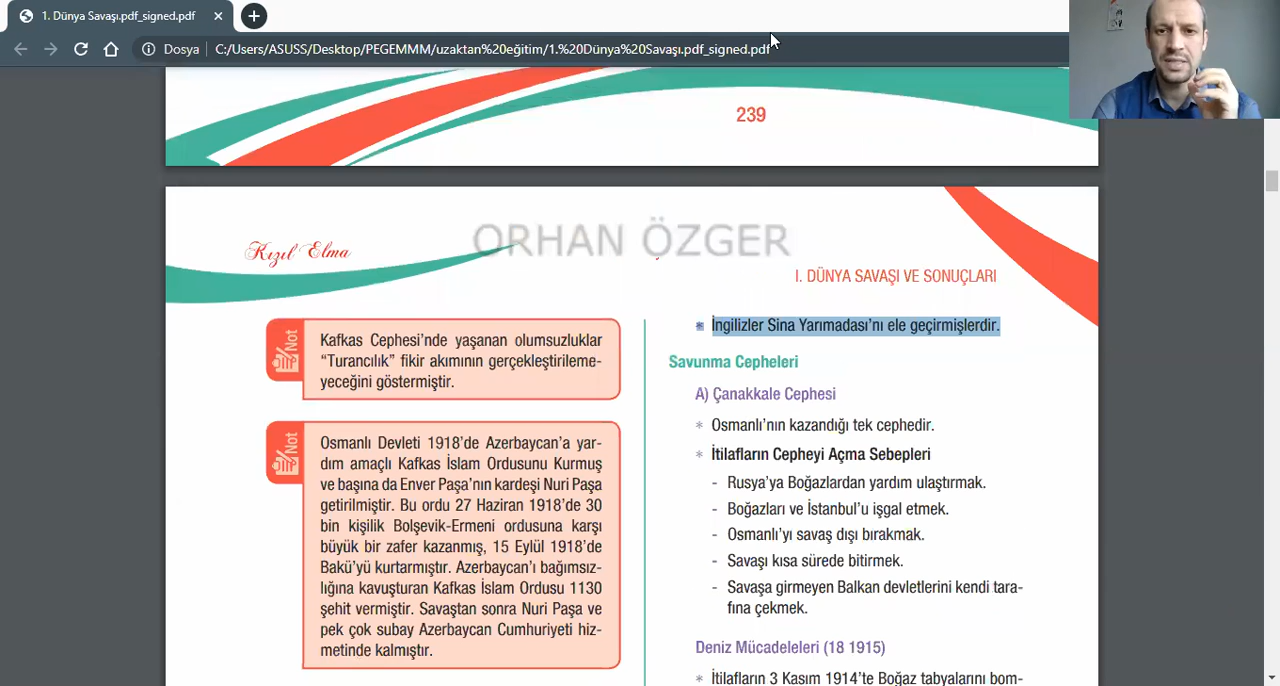 1. Dünya Savaşı.pdf_signed.pdf
Dosya
C:/Users/ASUSS/Desktop/PEGEMMM/uzaktan%20eğitim/1.%20Dünya%20Savaşı.pdf_signed.pdf
239
Kızıl Elma
ORHAN ÖZGER
I. DÜNYA SAVAŞI VE SONUÇLARI
Not
Kafkas Cephesi’nde yaşanan olumsuzluklar
“Turancılık” fikir akımının gerçekleştirileme-
yeceğini göstermiştir.
Not
Osmanlı Devleti 1918’de Azerbaycan’a yar-
dım amaçlı Kafkas İslam Ordusunu Kurmuş
ve başına da Enver Paşa’nın kardeşi Nuri Paşa
getirilmiştir. Bu ordu 27 Haziran 1918’de 30
bin kişilik Bolşevik-Ermeni ordusuna karşı
büyük bir zafer kazanmış, 15 Eylül 1918’de
Bakü’yü kurtarmıştır. Azerbaycan’ı bağımsız-
lığına kavuşturan Kafkas İslam Ordusu 1130
şehit vermiştir. Savaştan sonra Nuri Paşa ve
pek çok subay Azerbaycan Cumhuriyeti hiz-
metinde kalmıştır.
* İngilizler Sina Yarımadası’nı ele geçirmişlerdir.
Savunma Cepheleri
A) Çanakkale Cephesi
* Osmanlı’nın kazandığı tek cephedir.
* İtilafların Cepheyi Açma Sebepleri
- Rusya’ya Boğazlardan yardım ulaştırmak.
- Boğazları ve İstanbul’u işgal etmek.
- Osmanlı’yı savaş dışı bırakmak.
- Savaşı kısa sürede bitirmek.
- Savaşa girmeyen Balkan devletlerini kendi tara-
fına çekmek.
Deniz Mücadeleleri (18 1915)
* İtilafların 3 Kasım 1914’te Boğaz tabyalarını bom-